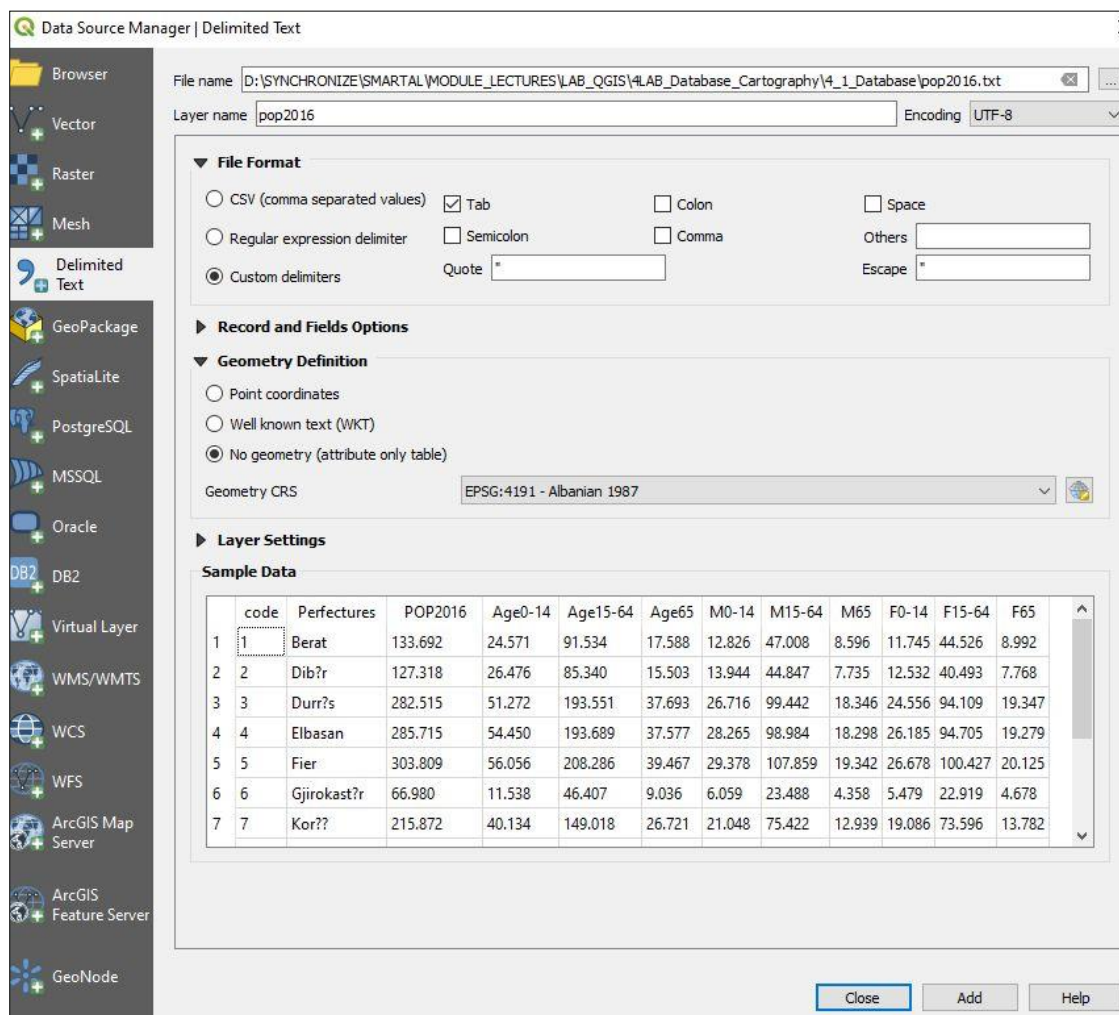 Data Source Manager | Delimited Text
Browser
Vector
Raster
Mesh
Delimited
Text
GeoPackage
SpatiaLite
PostgreSQL
MSSQL
Oracle
DB2
DB2
Virtual Layer
WMS/WMTS
WCS
WFS
ArcGIS Map
Server
ArcGIS
Feature Server
GeoNode
File name D:\SYNCHRONIZE\SMARTAL\MODULE_LECTURES\LAB_QGIS\4LAB_Database_Cartography\4_1_Database\pop2016.txt ...
Layer name pop2016 Encoding UTF-8
File Format
CSV (comma separated values) Tab Colon Space
Regular expression delimiter Semicolon Comma Others
Custom delimiters Quote " Escape "
Record and Fields Options
Geometry Definition
Point coordinates
Well known text (WKT)
No geometry (attribute only table)
Geometry CRS EPSG:4191 - Albanian 1987
Layer Settings
Sample Data
code Perfectures POP2016 Age0-14 Age15-64 Age65 M0-14 M15-64 M65 F0-14 F15-64 F65
1 1 Berat 133.692 24.571 91.534 17.588 12.826 47.008 8.596 11.745 44.526 8.992
2 2 Dib?r 127.318 26.476 85.340 15.503 13.944 44.847 7.735 12.532 40.493 7.768
3 3 Durr?s 282.515 51.272 193.551 37.693 26.716 99.442 18.346 24.556 94.109 19.347
4 4 Elbasan 285.715 54.450 193.689 37.577 28.265 98.984 18.298 26.185 94.705 19.279
5 5 Fier 303.809 56.056 208.286 39.467 29.378 107.859 19.342 26.678 100.427 20.125
6 6 Gjirokast?r 66.980 11.538 46.407 9.036 6.059 23.488 4.358 5.479 22.919 4.678
7 7 Kor?? 215.872 40.134 149.018 26.721 21.048 75.422 12.939 19.086 73.596 13.782
Close Add Help